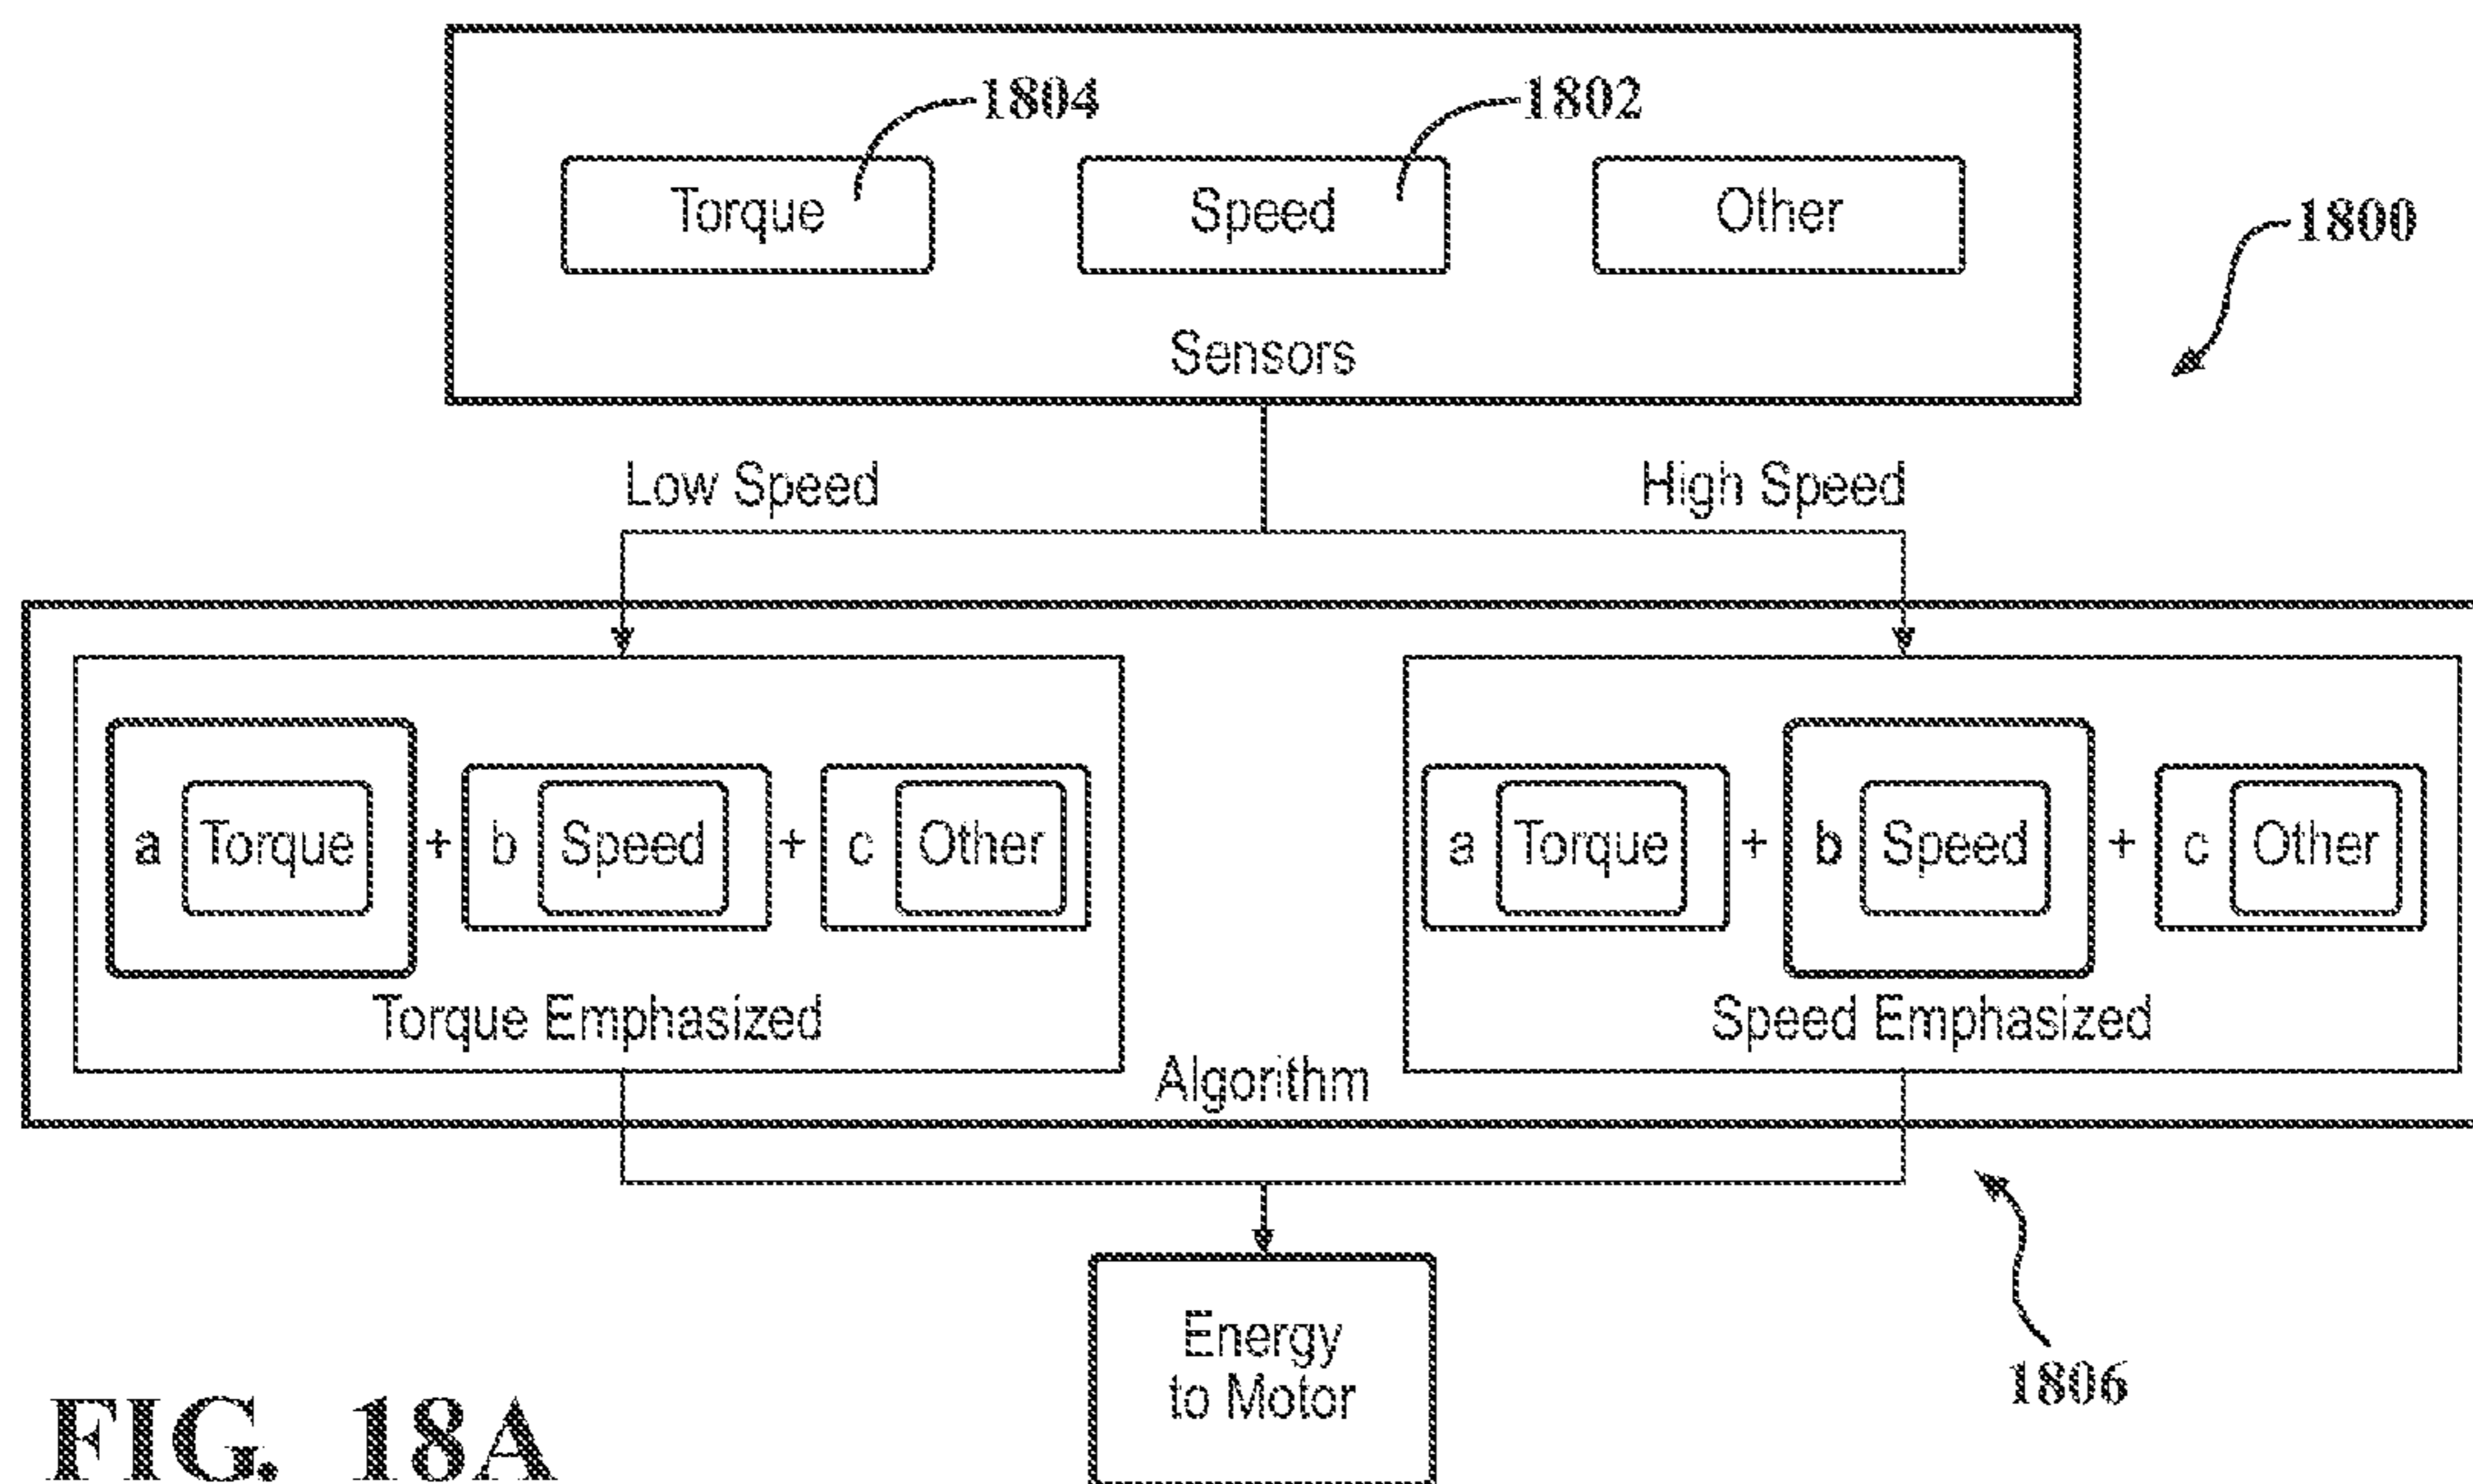 1804
1802
Torque
Speed
Other
1800
Sensors
Low Speed
High Speed
a Torque + b Speed + c Other
a Torque + b Speed + c Other
Torque Emphasized
Speed Emphasized
Algorithm
Energy
to Motor
1806
FIG. 18A